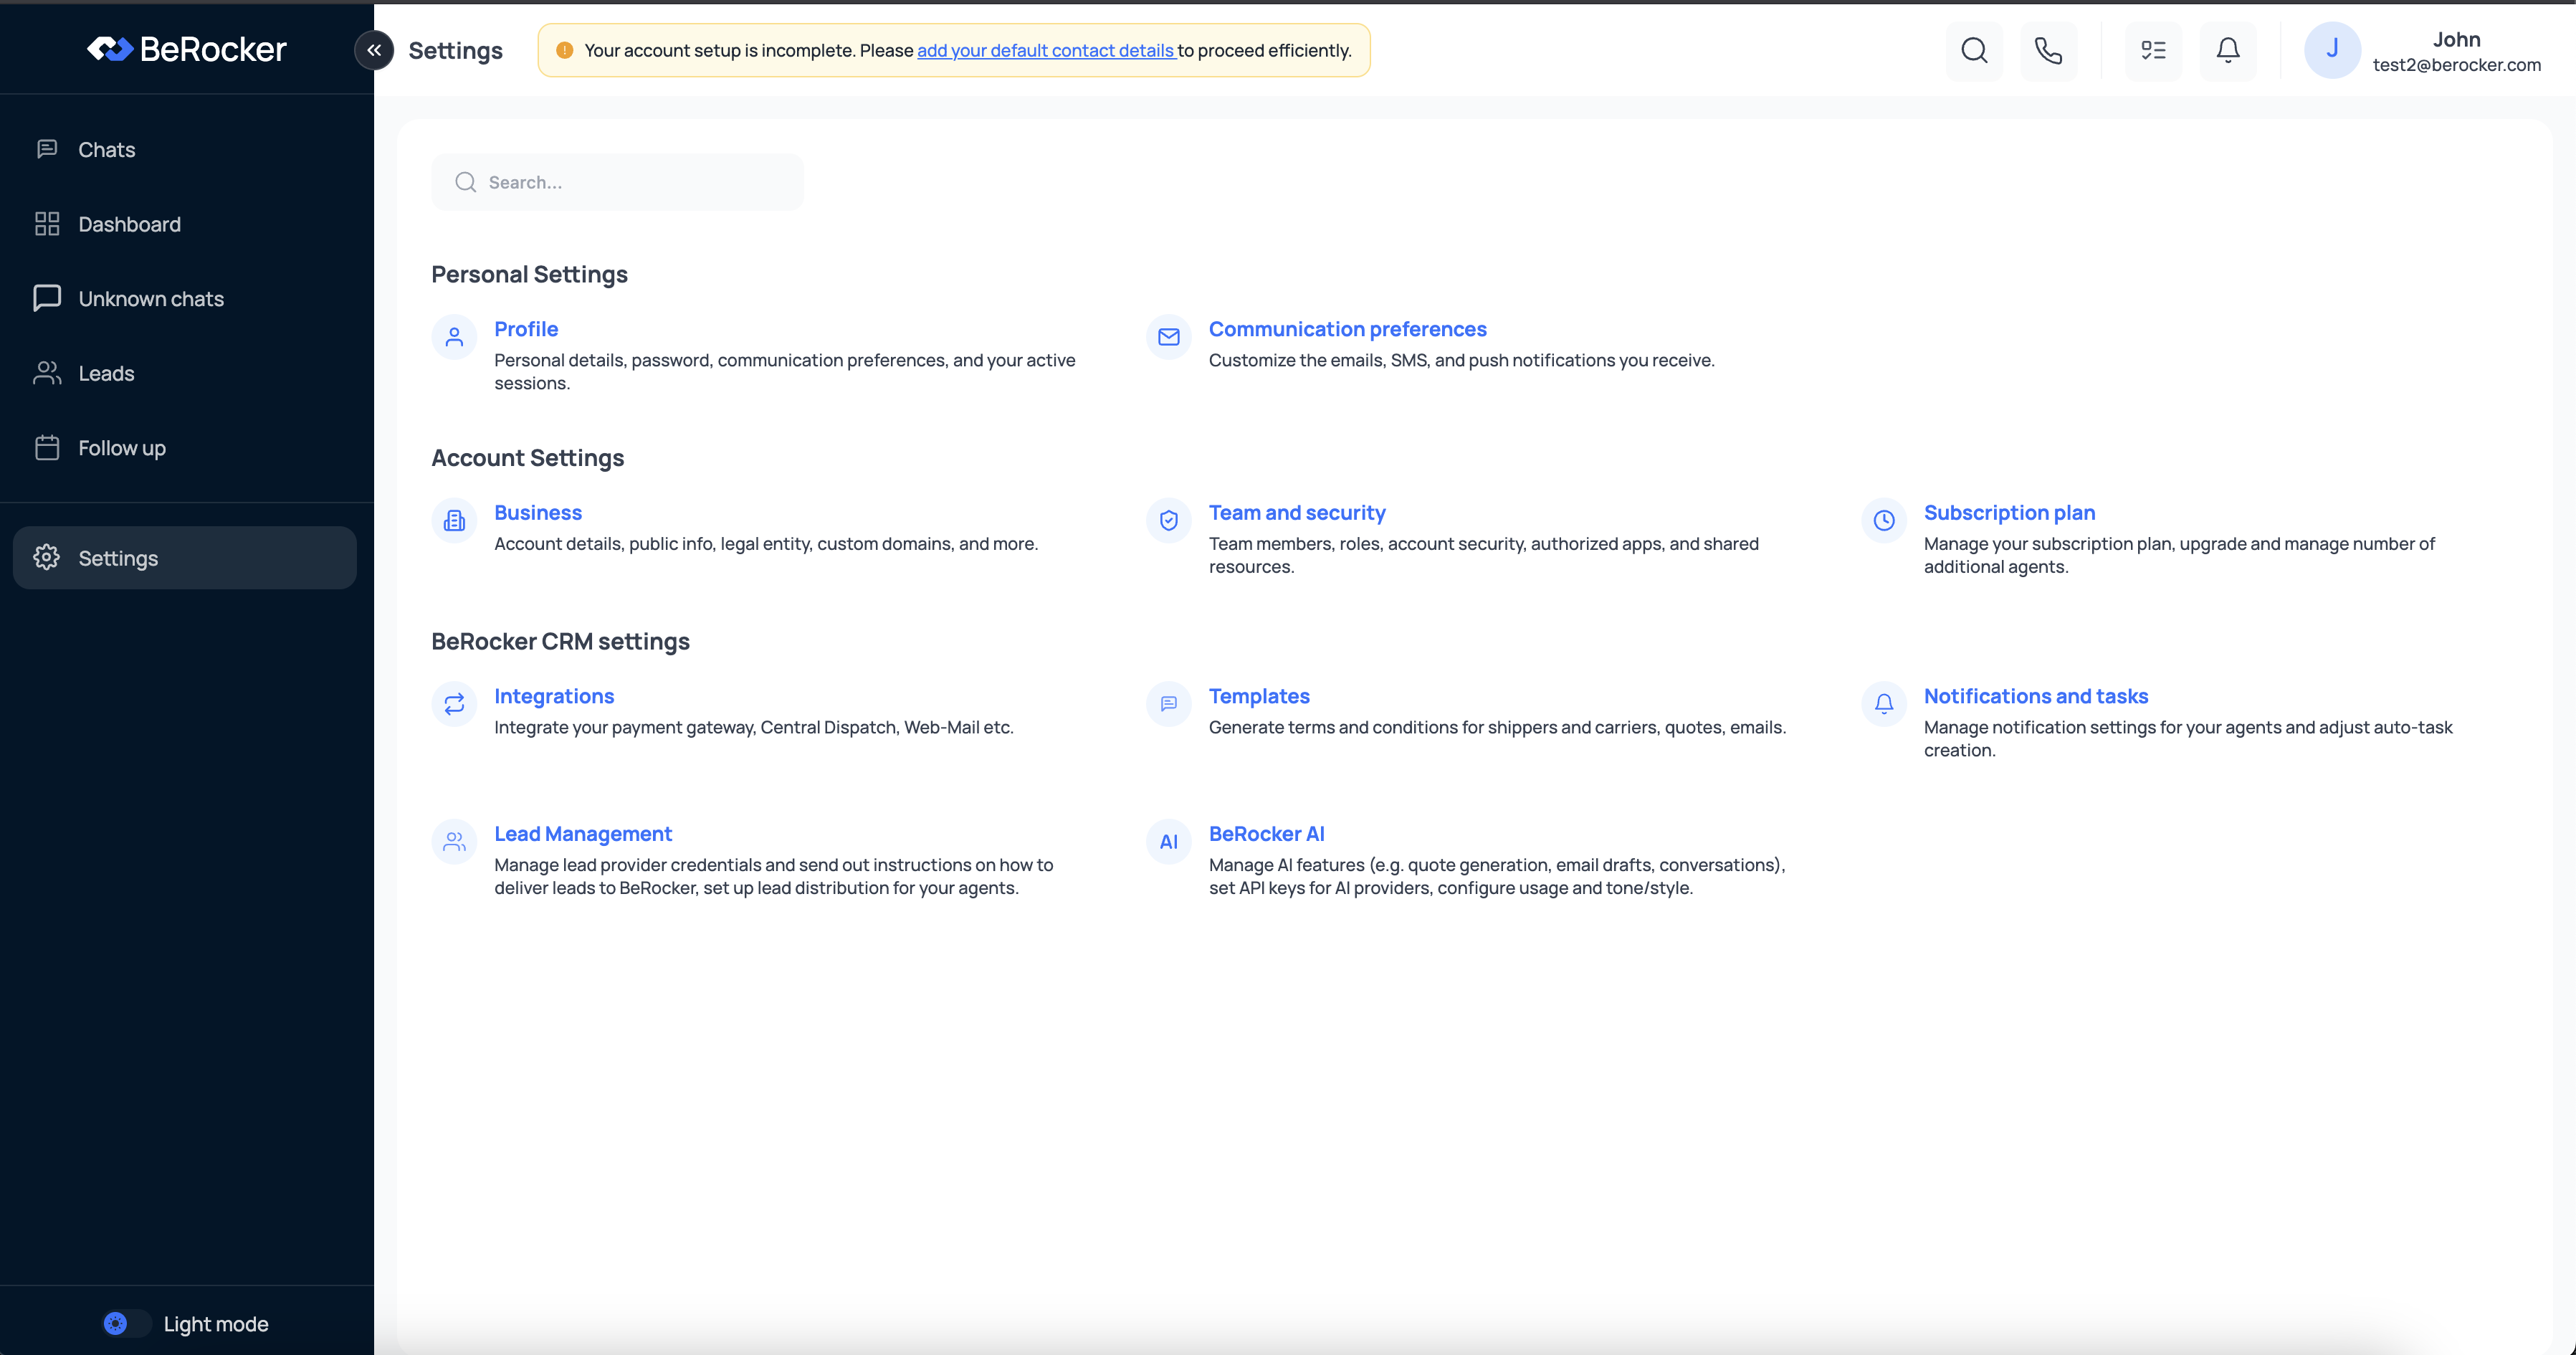 BeRocker
Settings
Your account setup is incomplete. Please add your default contact details to proceed efficiently.
J
John
test2@berocker.com
Chats
Dashboard
Unknown chats
Leads
Follow up
Settings
Light mode
Search...
Personal Settings
Profile
Personal details, password, communication preferences, and your active
sessions.
Communication preferences
Customize the emails, SMS, and push notifications you receive.
Account Settings
Business
Account details, public info, legal entity, custom domains, and more.
Team and security
Team members, roles, account security, authorized apps, and shared
resources.
Subscription plan
Manage your subscription plan, upgrade and manage number of
additional agents.
BeRocker CRM settings
Integrations
Integrate your payment gateway, Central Dispatch, Web-Mail etc.
Templates
Generate terms and conditions for shippers and carriers, quotes, emails.
Notifications and tasks
Manage notification settings for your agents and adjust auto-task
creation.
Lead Management
Manage lead provider credentials and send out instructions on how to
deliver leads to BeRocker, set up lead distribution for your agents.
AI
BeRocker AI
Manage AI features (e.g. quote generation, email drafts, conversations),
set API keys for AI providers, configure usage and tone/style.